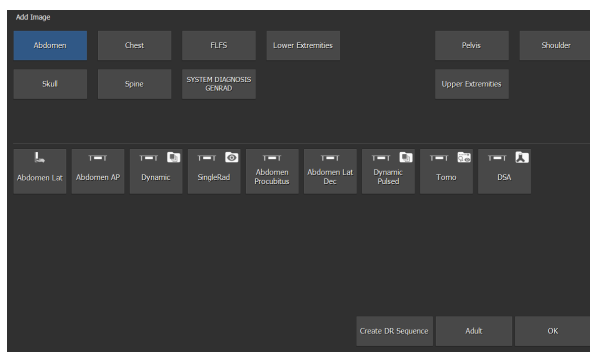 Add Image
Abdomen
Chest
FLFS
Lower Extremities
Pelvis
Shoulder
Skull
Spine
SYSTEM DIAGNOSIS
GENRAD
Upper Extremities
Abdomen Lat
Abdomen AP
Dynamic
SingleRad
Abdomen
Procubitus
Abdomen Lat
Dec
Dynamic
Pulsed
Tomo
DSA
Create DR Sequence
Adult
OK